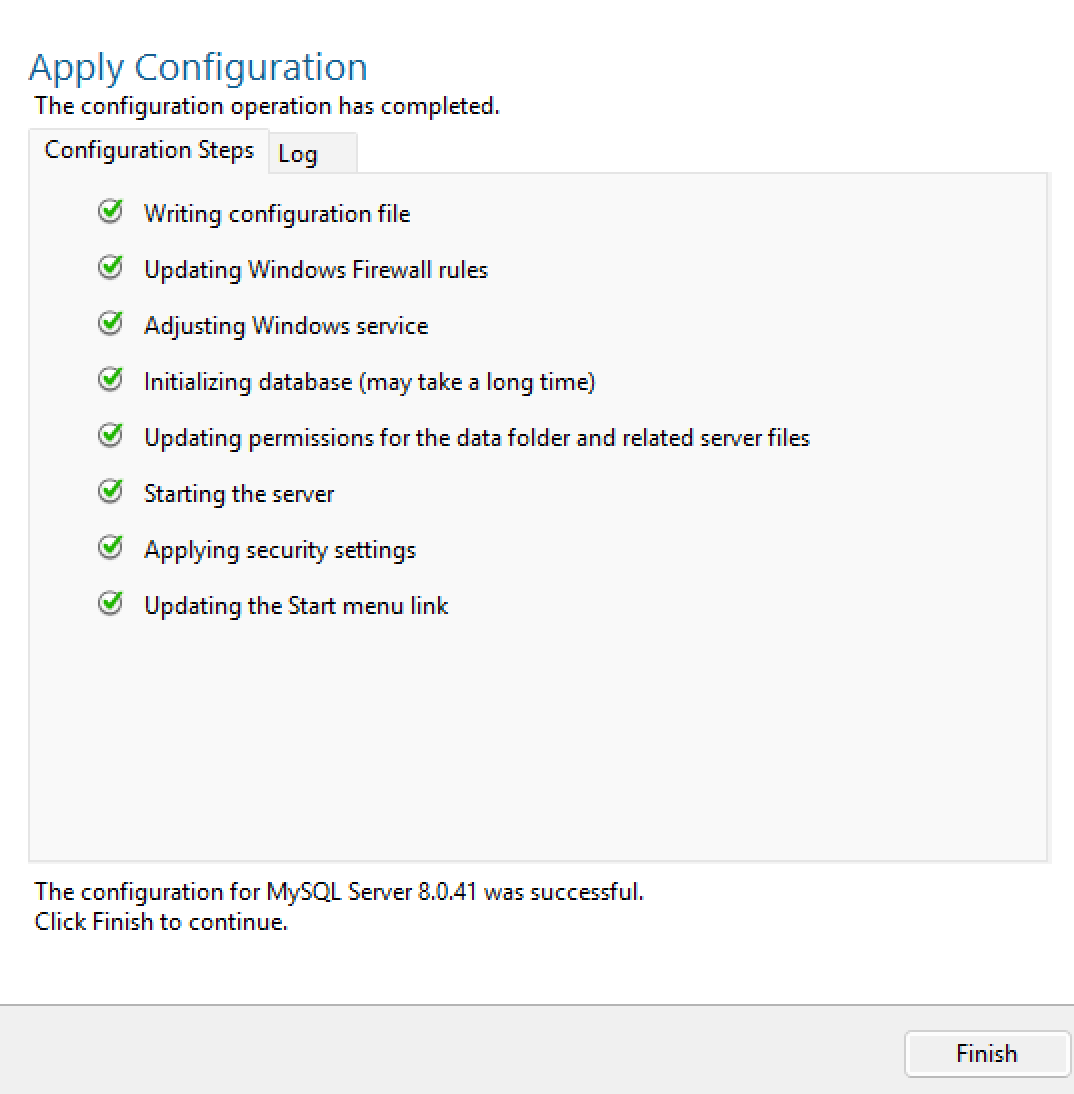 Apply Configuration
The configuration operation has completed.
Configuration Steps
Log
Writing configuration file
Updating Windows Firewall rules
Adjusting Windows service
Initializing database (may take a long time)
Updating permissions for the data folder and related server files
Starting the server
Applying security settings
Updating the Start menu link
The configuration for MySQL Server 8.0.41 was successful.
Click Finish to continue.
Finish